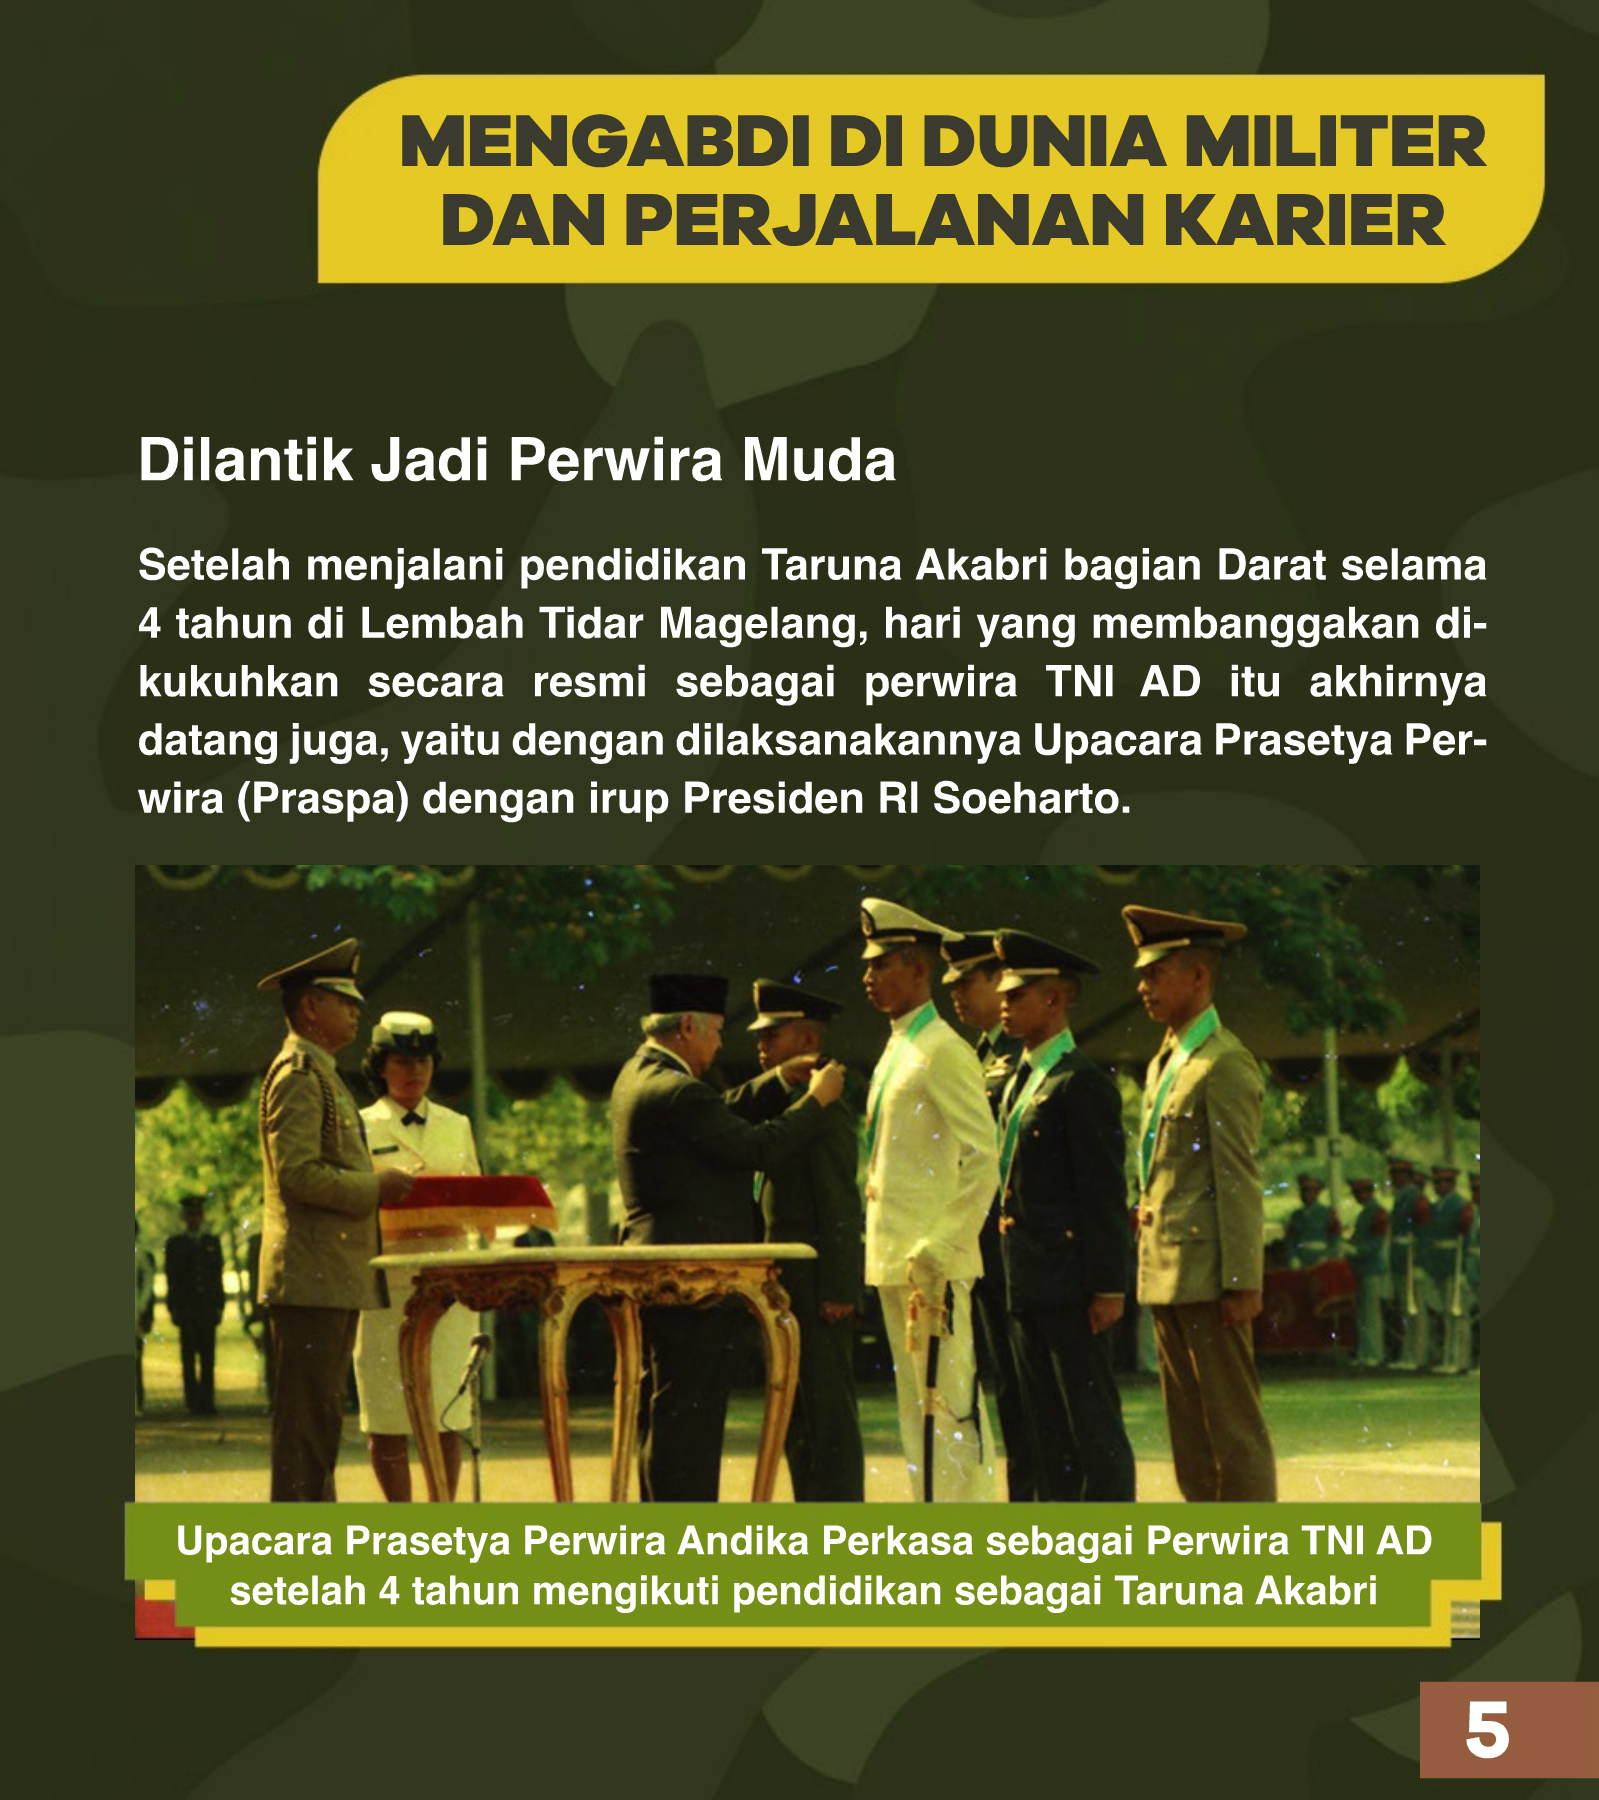 MENGABDI DI DUNIA MILITER
DAN PERJALANAN KARIER
Dilantik Jadi Perwira Muda
Setelah menjalani pendidikan Taruna Akabri bagian Darat selama
4 tahun di Lembah Tidar Magelang, hari yang membanggakan di-
kukuhkan secara resmi sebagai perwira TNI AD itu akhirnya
datang juga, yaitu dengan dilaksanakannya Upacara Prasetya Per-
wira (Praspa) dengan irup Presiden RI Soeharto.
Upacara Prasetya Perwira Andika Perkasa sebagai Perwira TNI AD
setelah 4 tahun mengikuti pendidikan sebagai Taruna Akabri
5